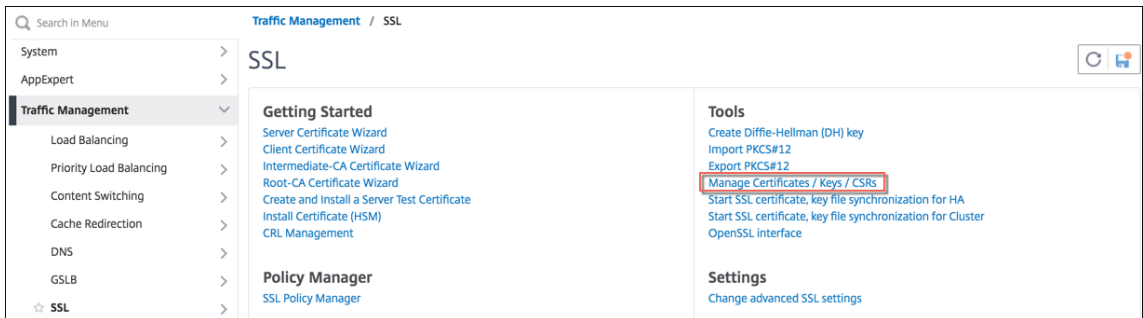 Search in Menu
System
AppExpert
Traffic Management
Load Balancing
Priority Load Balancing
Content Switching
Cache Redirection
DNS
GSLB
SSL
Traffic Management / SSL
SSL
Getting Started
Server Certificate Wizard
Client Certificate Wizard
Intermediate-CA Certificate Wizard
Root-CA Certificate Wizard
Create and Install a Server Test Certificate
Install Certificate (HSM)
CRL Management
Policy Manager
SSL Policy Manager
Tools
Create Diffie-Hellman (DH) key
Import PKCS#12
Export PKCS#12
Manage Certificates / Keys / CSRs
Start SSL certificate, key file synchronization for HA
Start SSL certificate, key file synchronization for Cluster
OpenSSL interface
Settings
Change advanced SSL settings